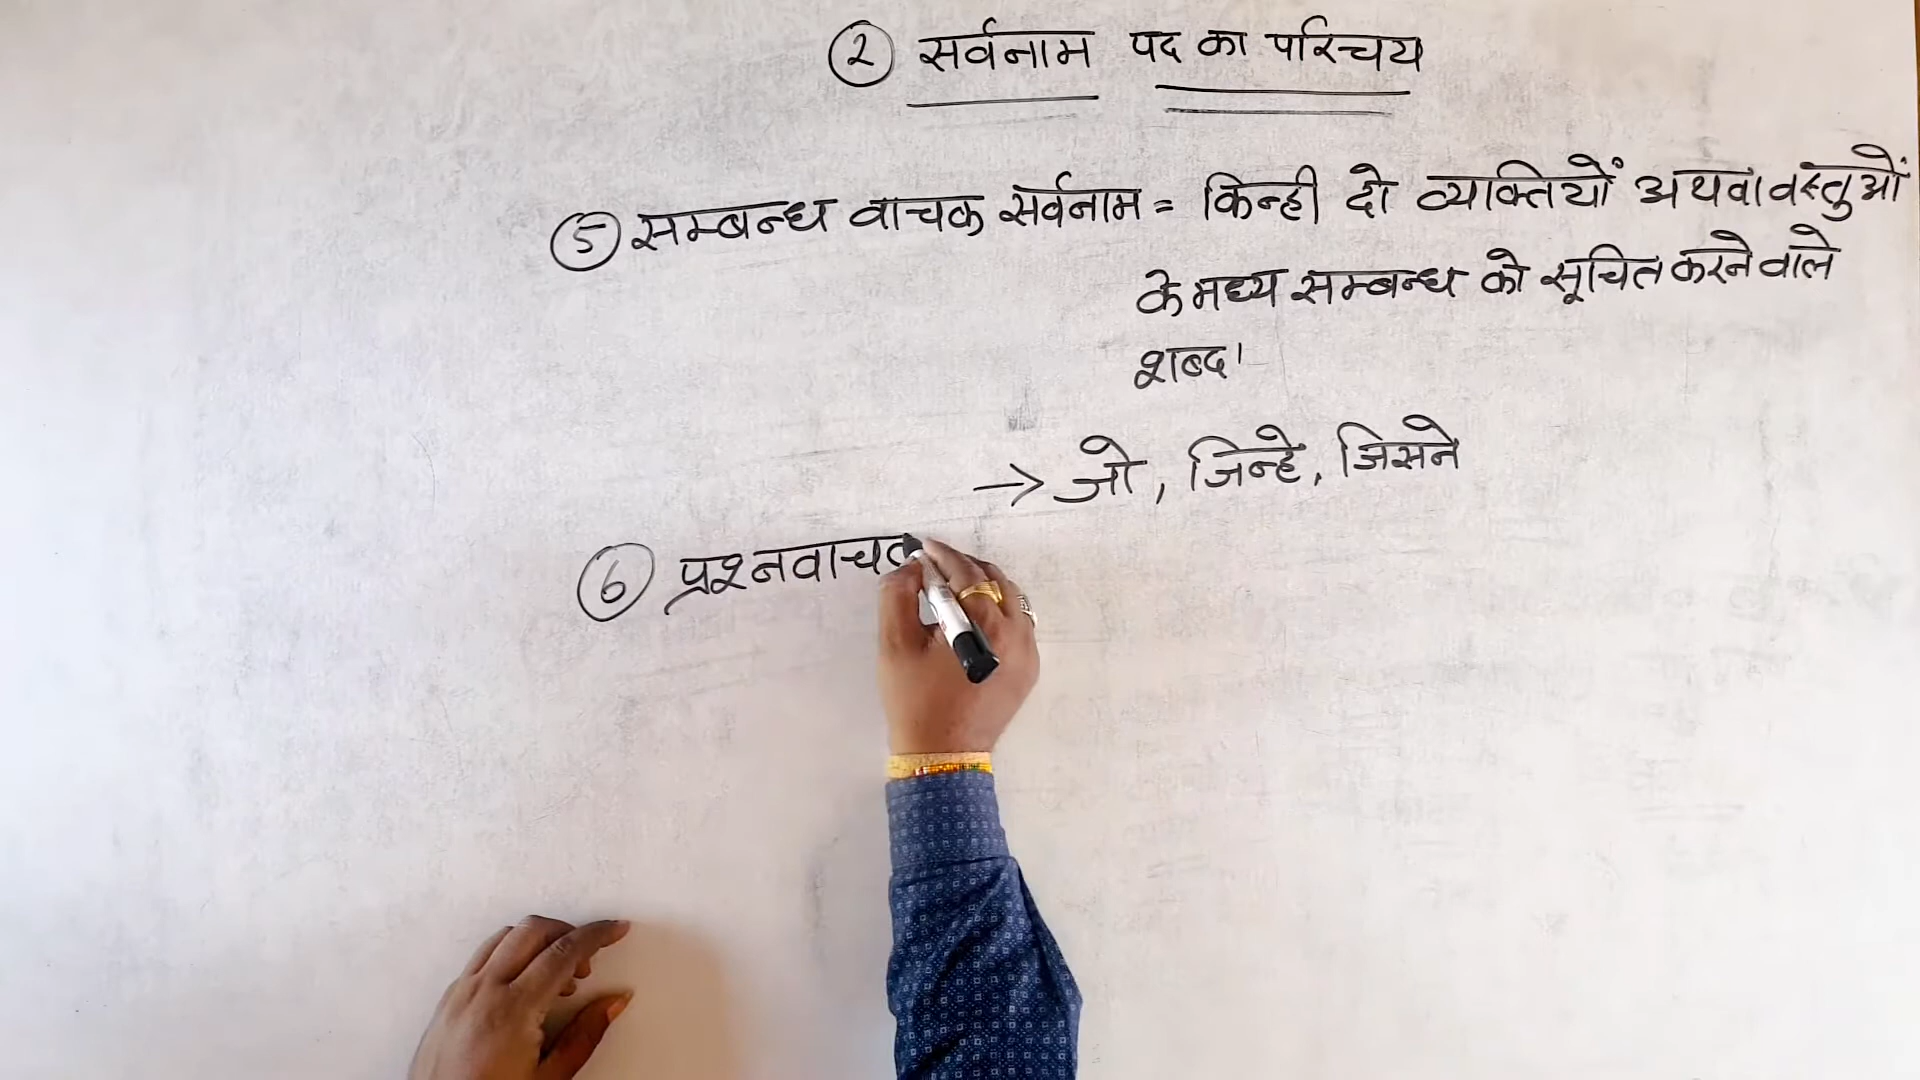 ② सर्वनाम पद का परिचय
⑤ सम्बन्ध वाचक सर्वनाम = किन्ही दो व्यक्तियों अथवा वस्तुओं
के मध्य सम्बन्ध को सूचित करने वाले
शब्द।
→ जो, जिन्हे, जिसने
⑥ प्रश्नवाच